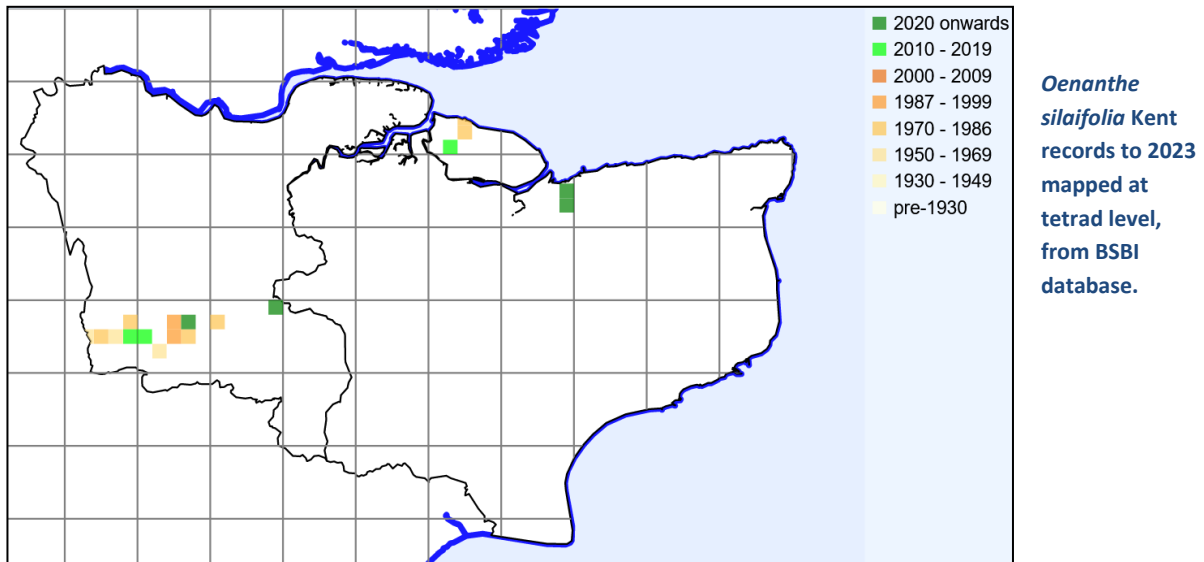 2020 onwards
2010 - 2019
2000 - 2009
1987 - 1999
1970 - 1986
1950 - 1969
1930 - 1949
pre-1930
Oenanthe
silaifolia Kent
records to 2023
mapped at
tetrad level,
from BSBI
database.